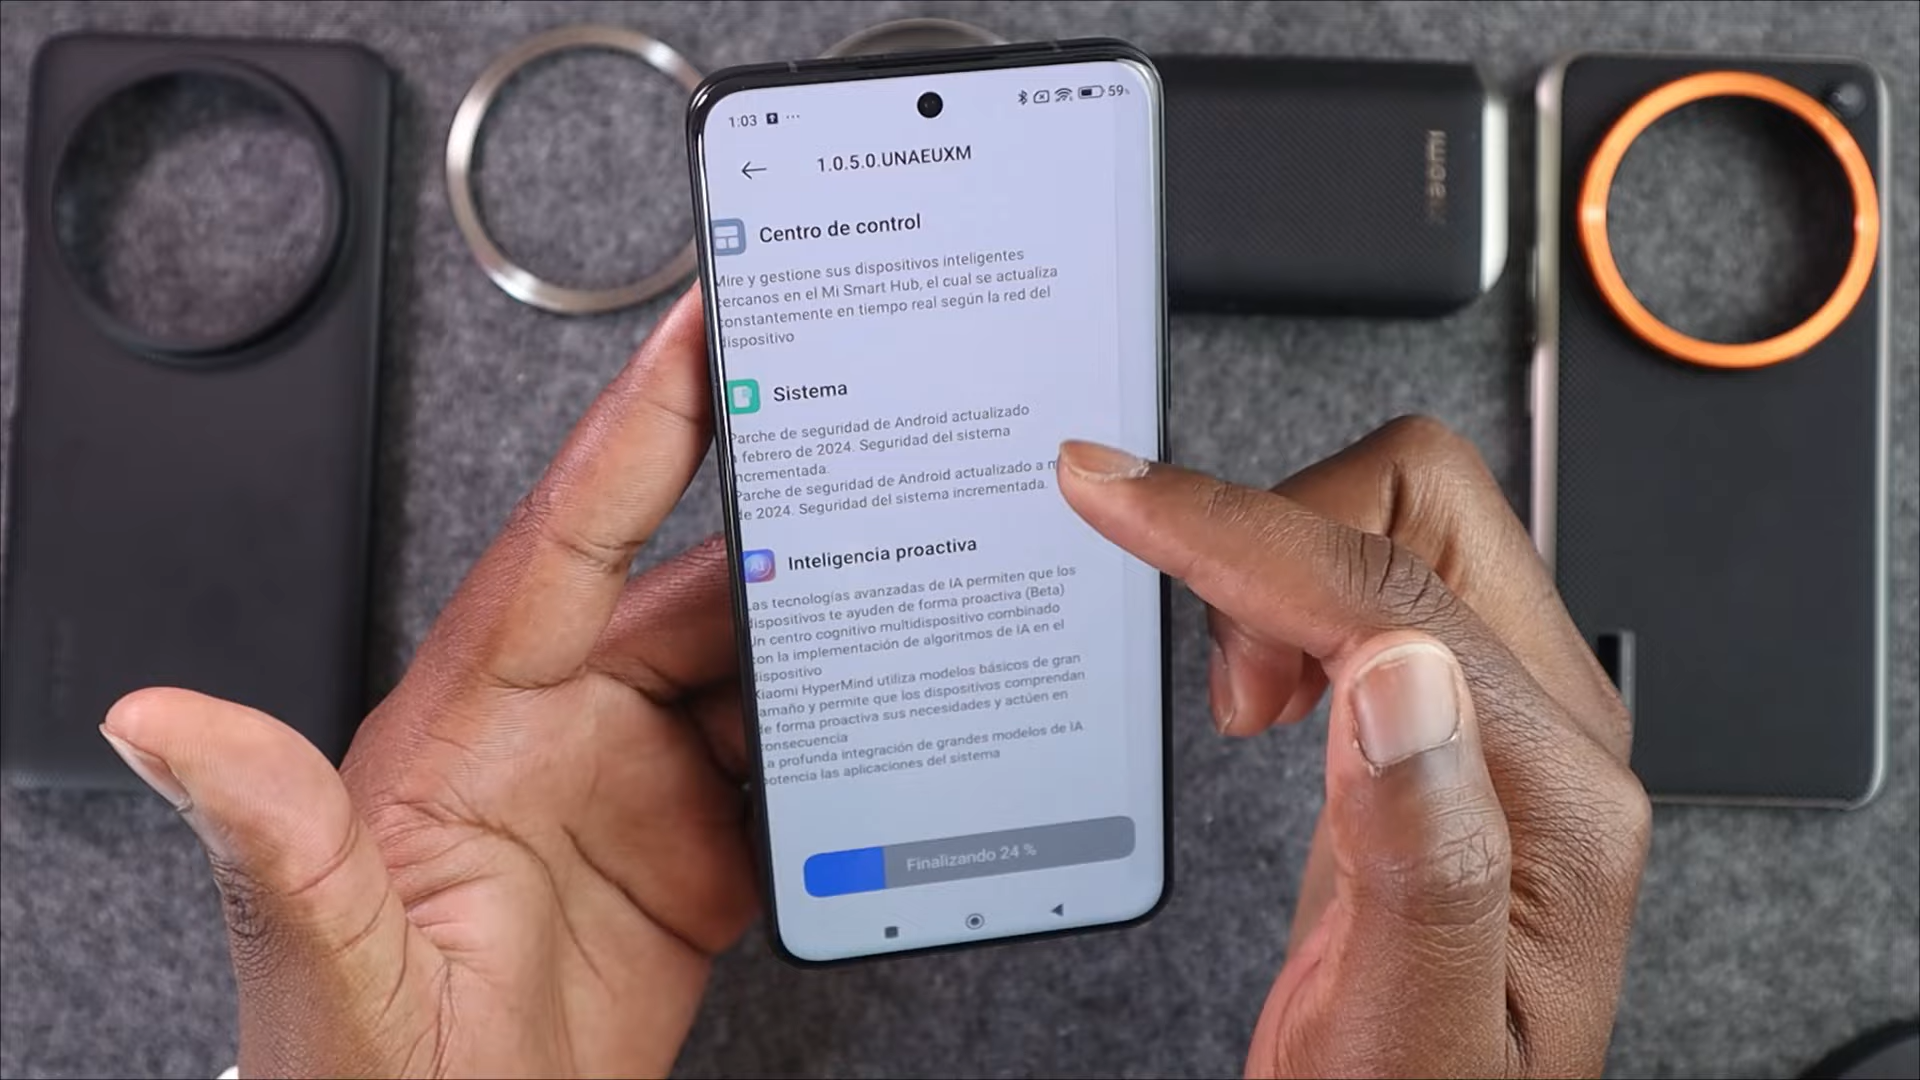 1:03 ... 59%
1.0.5.0.UNAEUXM
Centro de control
Mire y gestione sus dispositivos inteligentes
cercanos en el Mi Smart Hub, el cual se actualiza
constantemente en tiempo real según la red del
dispositivo
Sistema
Parche de seguridad de Android actualizado
a febrero de 2024. Seguridad del sistema
incrementada.
Parche de seguridad de Android actualizado a m
de 2024. Seguridad del sistema incrementada.
AI Inteligencia proactiva
Las tecnologías avanzadas de IA permiten que los
dispositivos te ayuden de forma proactiva (Beta)
Un centro cognitivo multidispositivo combinado
con la implementación de algoritmos de IA en el
dispositivo
Xiaomi HyperMind utiliza modelos básicos de gran
tamaño y permite que los dispositivos comprendan
de forma proactiva sus necesidades y actúen en
consecuencia
La profunda integración de grandes modelos de IA
potencia las aplicaciones del sistema
Finalizando 24 %